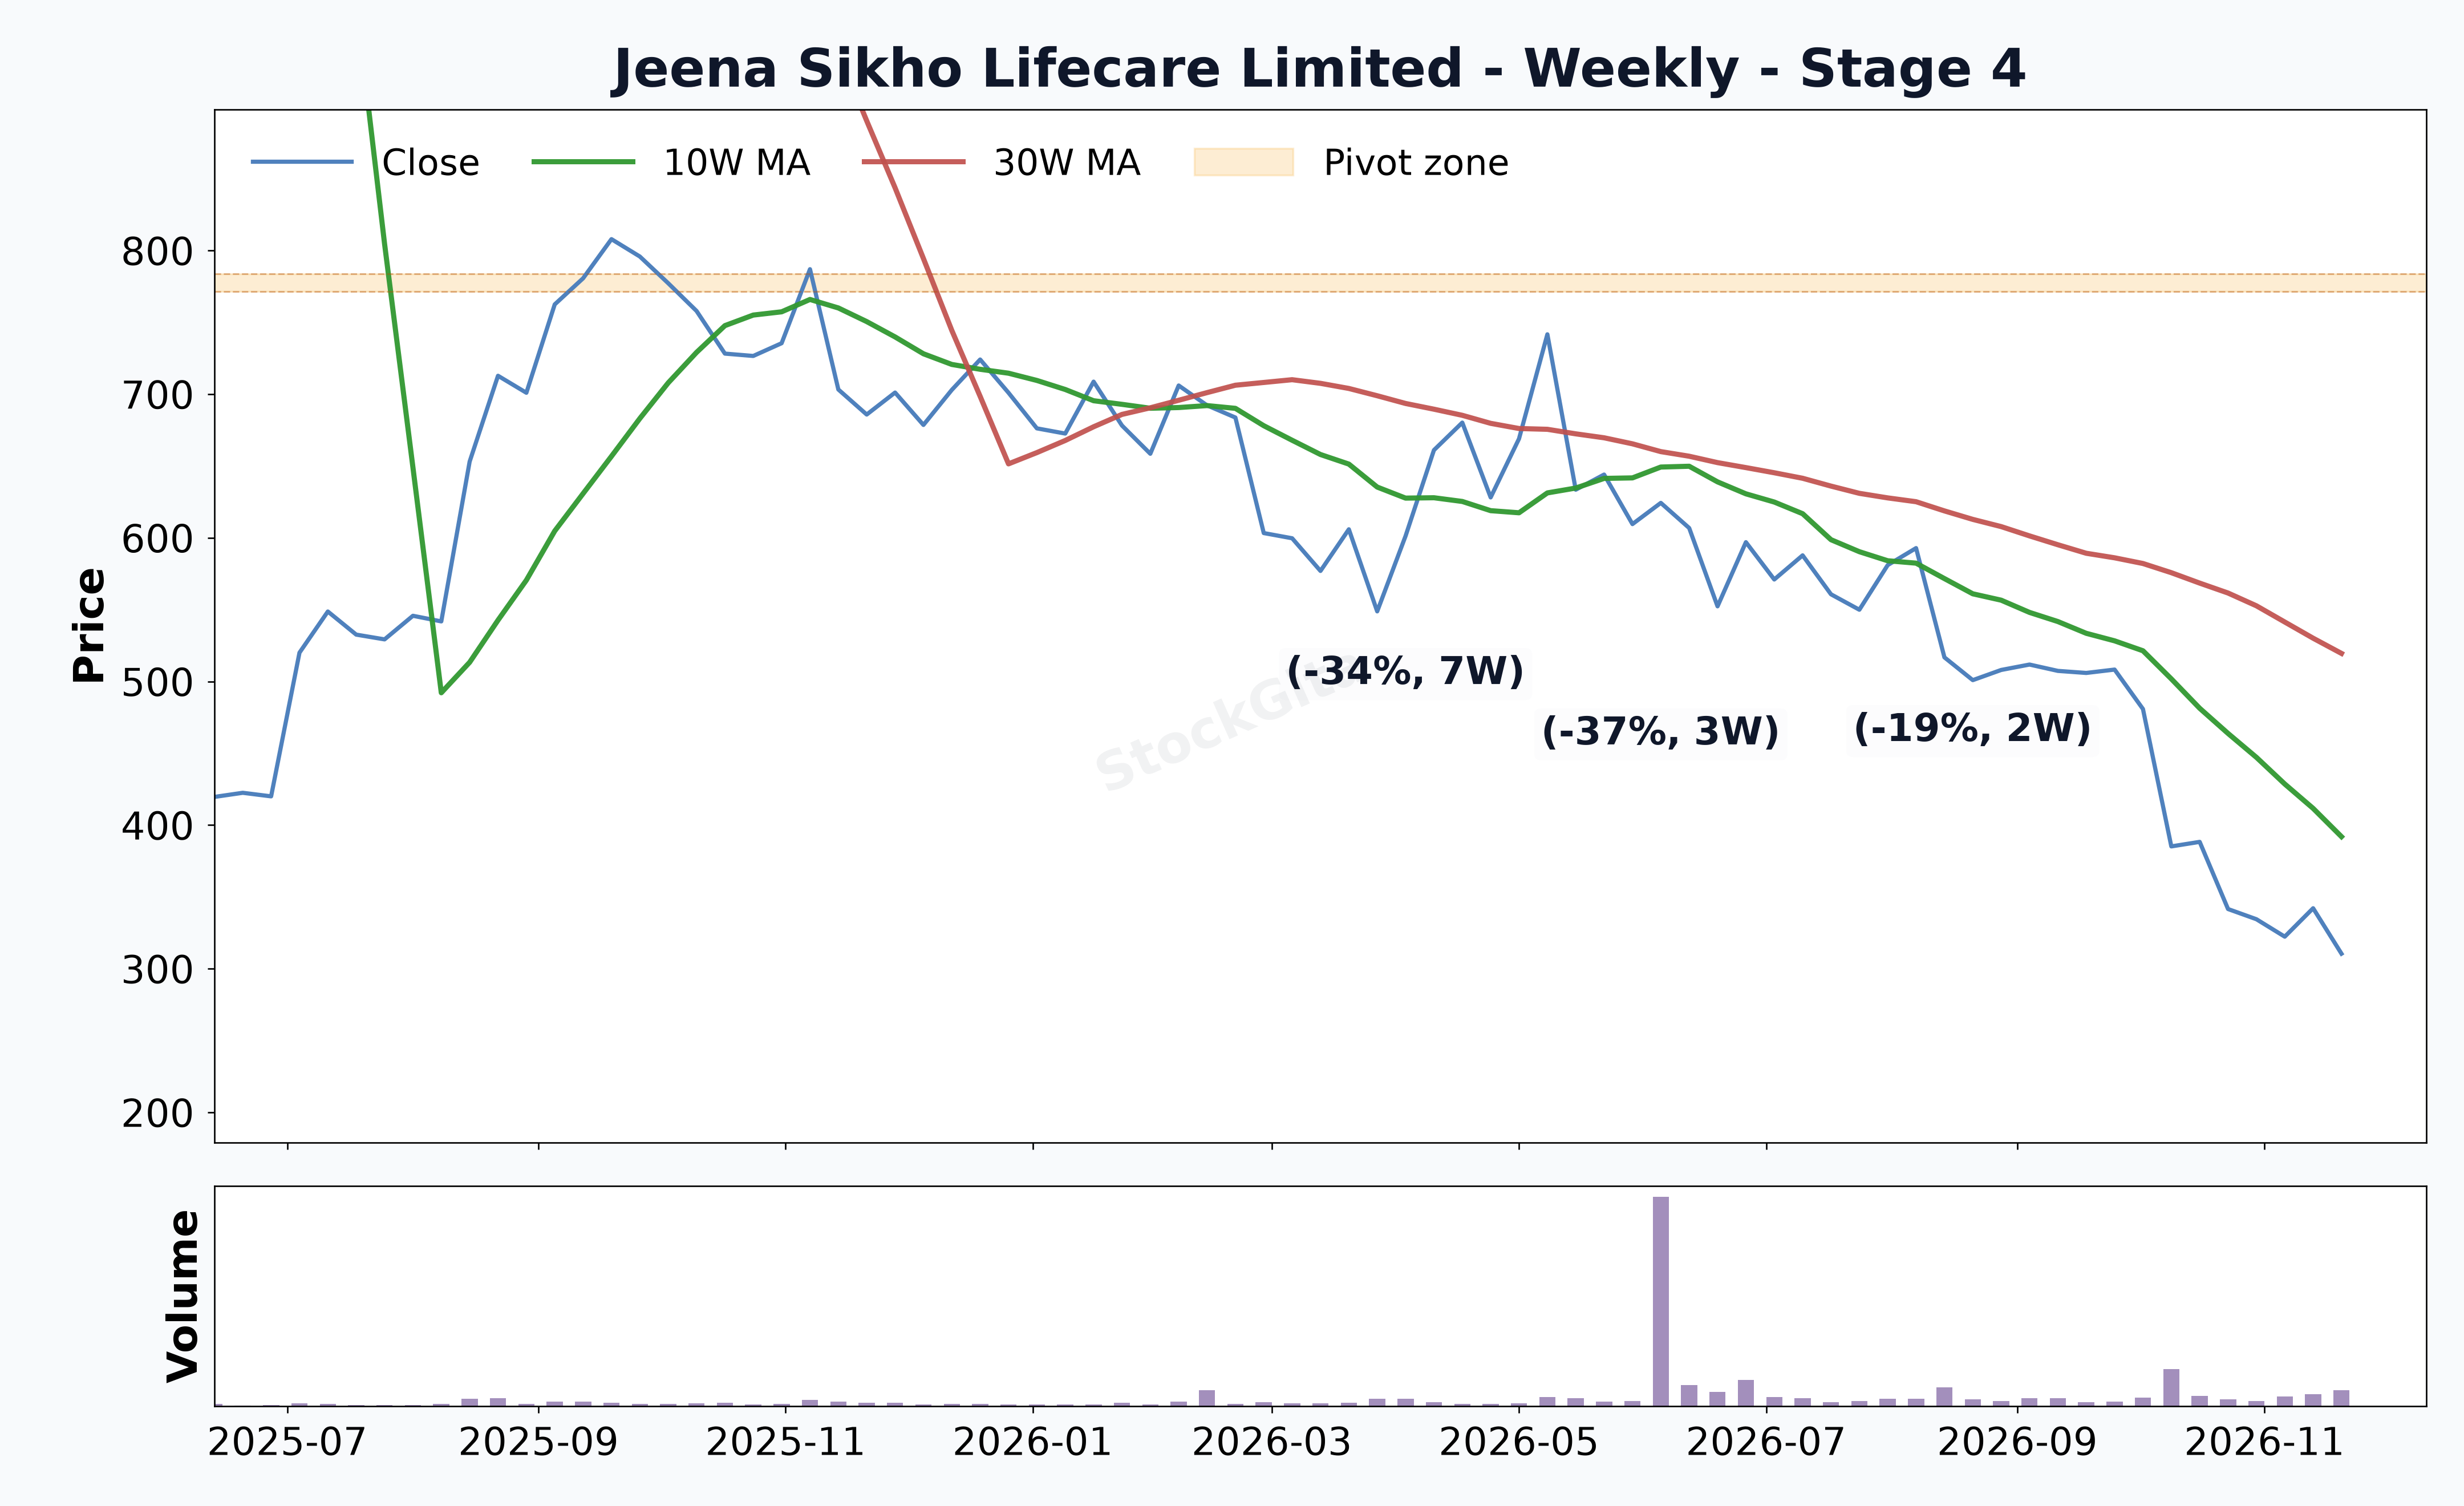 Jeena Sikho Lifecare Limited - Weekly - Stage 4
Close 10W MA 30W MA Pivot zone
Price
800
700
600
500
400
300
200
(-34%, 7W)
(-37%, 3W)
(-19%, 2W)
Volume
2025-07 2025-09 2025-11 2026-01 2026-03 2026-05 2026-07 2026-09 2026-11